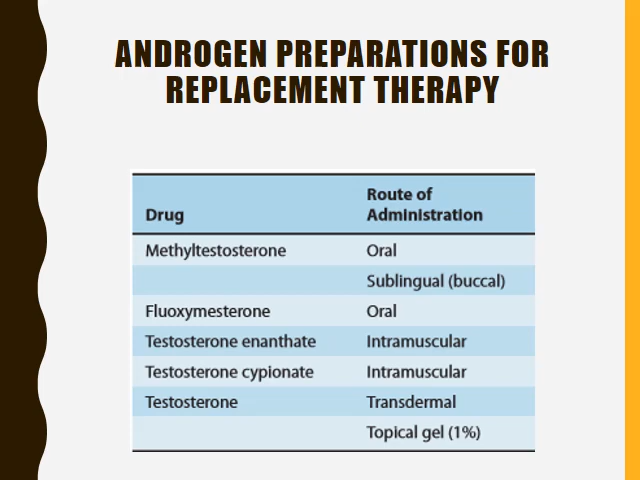 ANDROGEN PREPARATIONS FOR
REPLACEMENT THERAPY
Drug Route of Administration
Methyltestosterone Oral
Sublingual (buccal)
Fluoxymesterone Oral
Testosterone enanthate Intramuscular
Testosterone cypionate Intramuscular
Testosterone Transdermal
Topical gel (1%)